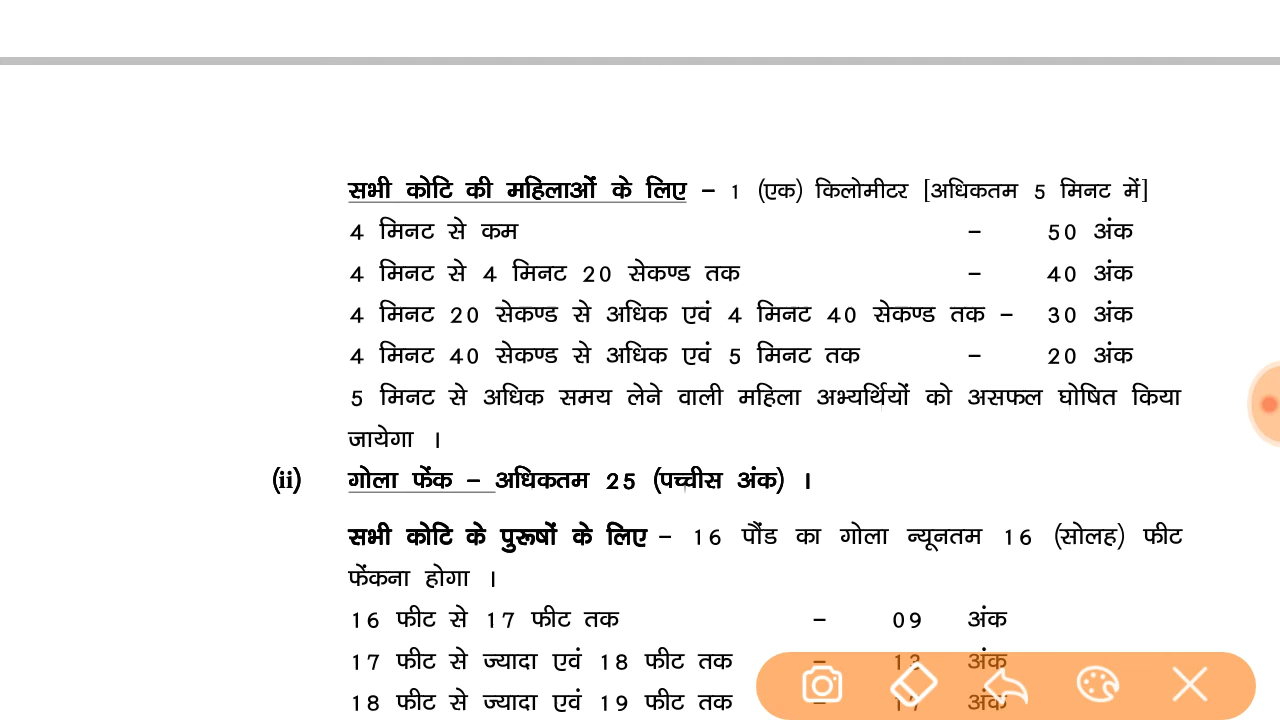 सभी कोटि की महिलाओं के लिए – 1 (एक) किलोमीटर [अधिकतम 5 मिनट में]
4 मिनट से कम – 50 अंक
4 मिनट से 4 मिनट 20 सेकण्ड तक – 40 अंक
4 मिनट 20 सेकण्ड से अधिक एवं 4 मिनट 40 सेकण्ड तक – 30 अंक
4 मिनट 40 सेकण्ड से अधिक एवं 5 मिनट तक – 20 अंक
5 मिनट से अधिक समय लेने वाली महिला अभ्यर्थियों को असफल घोषित किया
जायेगा ।
(ii) गोला फेंक – अधिकतम 25 (पच्चीस अंक) ।
सभी कोटि के पुरूषों के लिए – 16 पौंड का गोला न्यूनतम 16 (सोलह) फीट
फेंकना होगा ।
16 फीट से 17 फीट तक – 09 अंक
17 फीट से ज्यादा एवं 18 फीट तक – 13 अंक
18 फीट से ज्यादा एवं 19 फीट तक – अंक